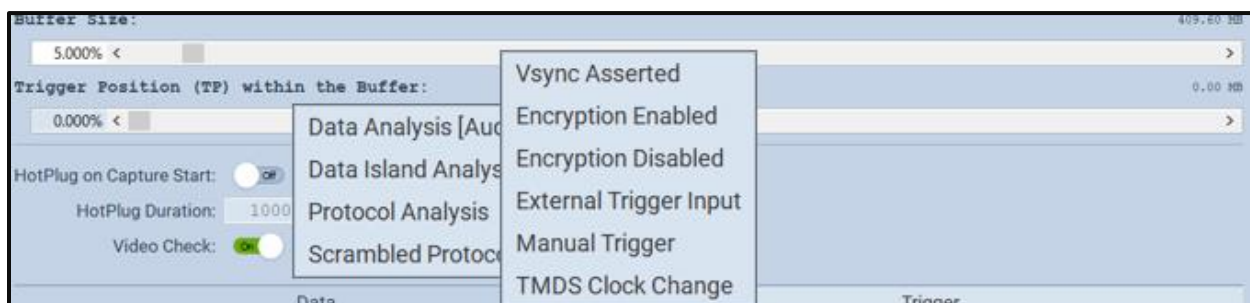 Buffer Size:
409.60 MB
5.000% < >
Trigger Position (TP) within the Buffer:
0.00 MB
0.000% < >
HotPlug on Capture Start: Off
HotPlug Duration: 1000
Video Check: On
Data Analysis [Aud
Data Island Analys
Protocol Analysis
Scrambled Protoco
Vsync Asserted
Encryption Enabled
Encryption Disabled
External Trigger Input
Manual Trigger
TMDS Clock Change
Data
Trigger